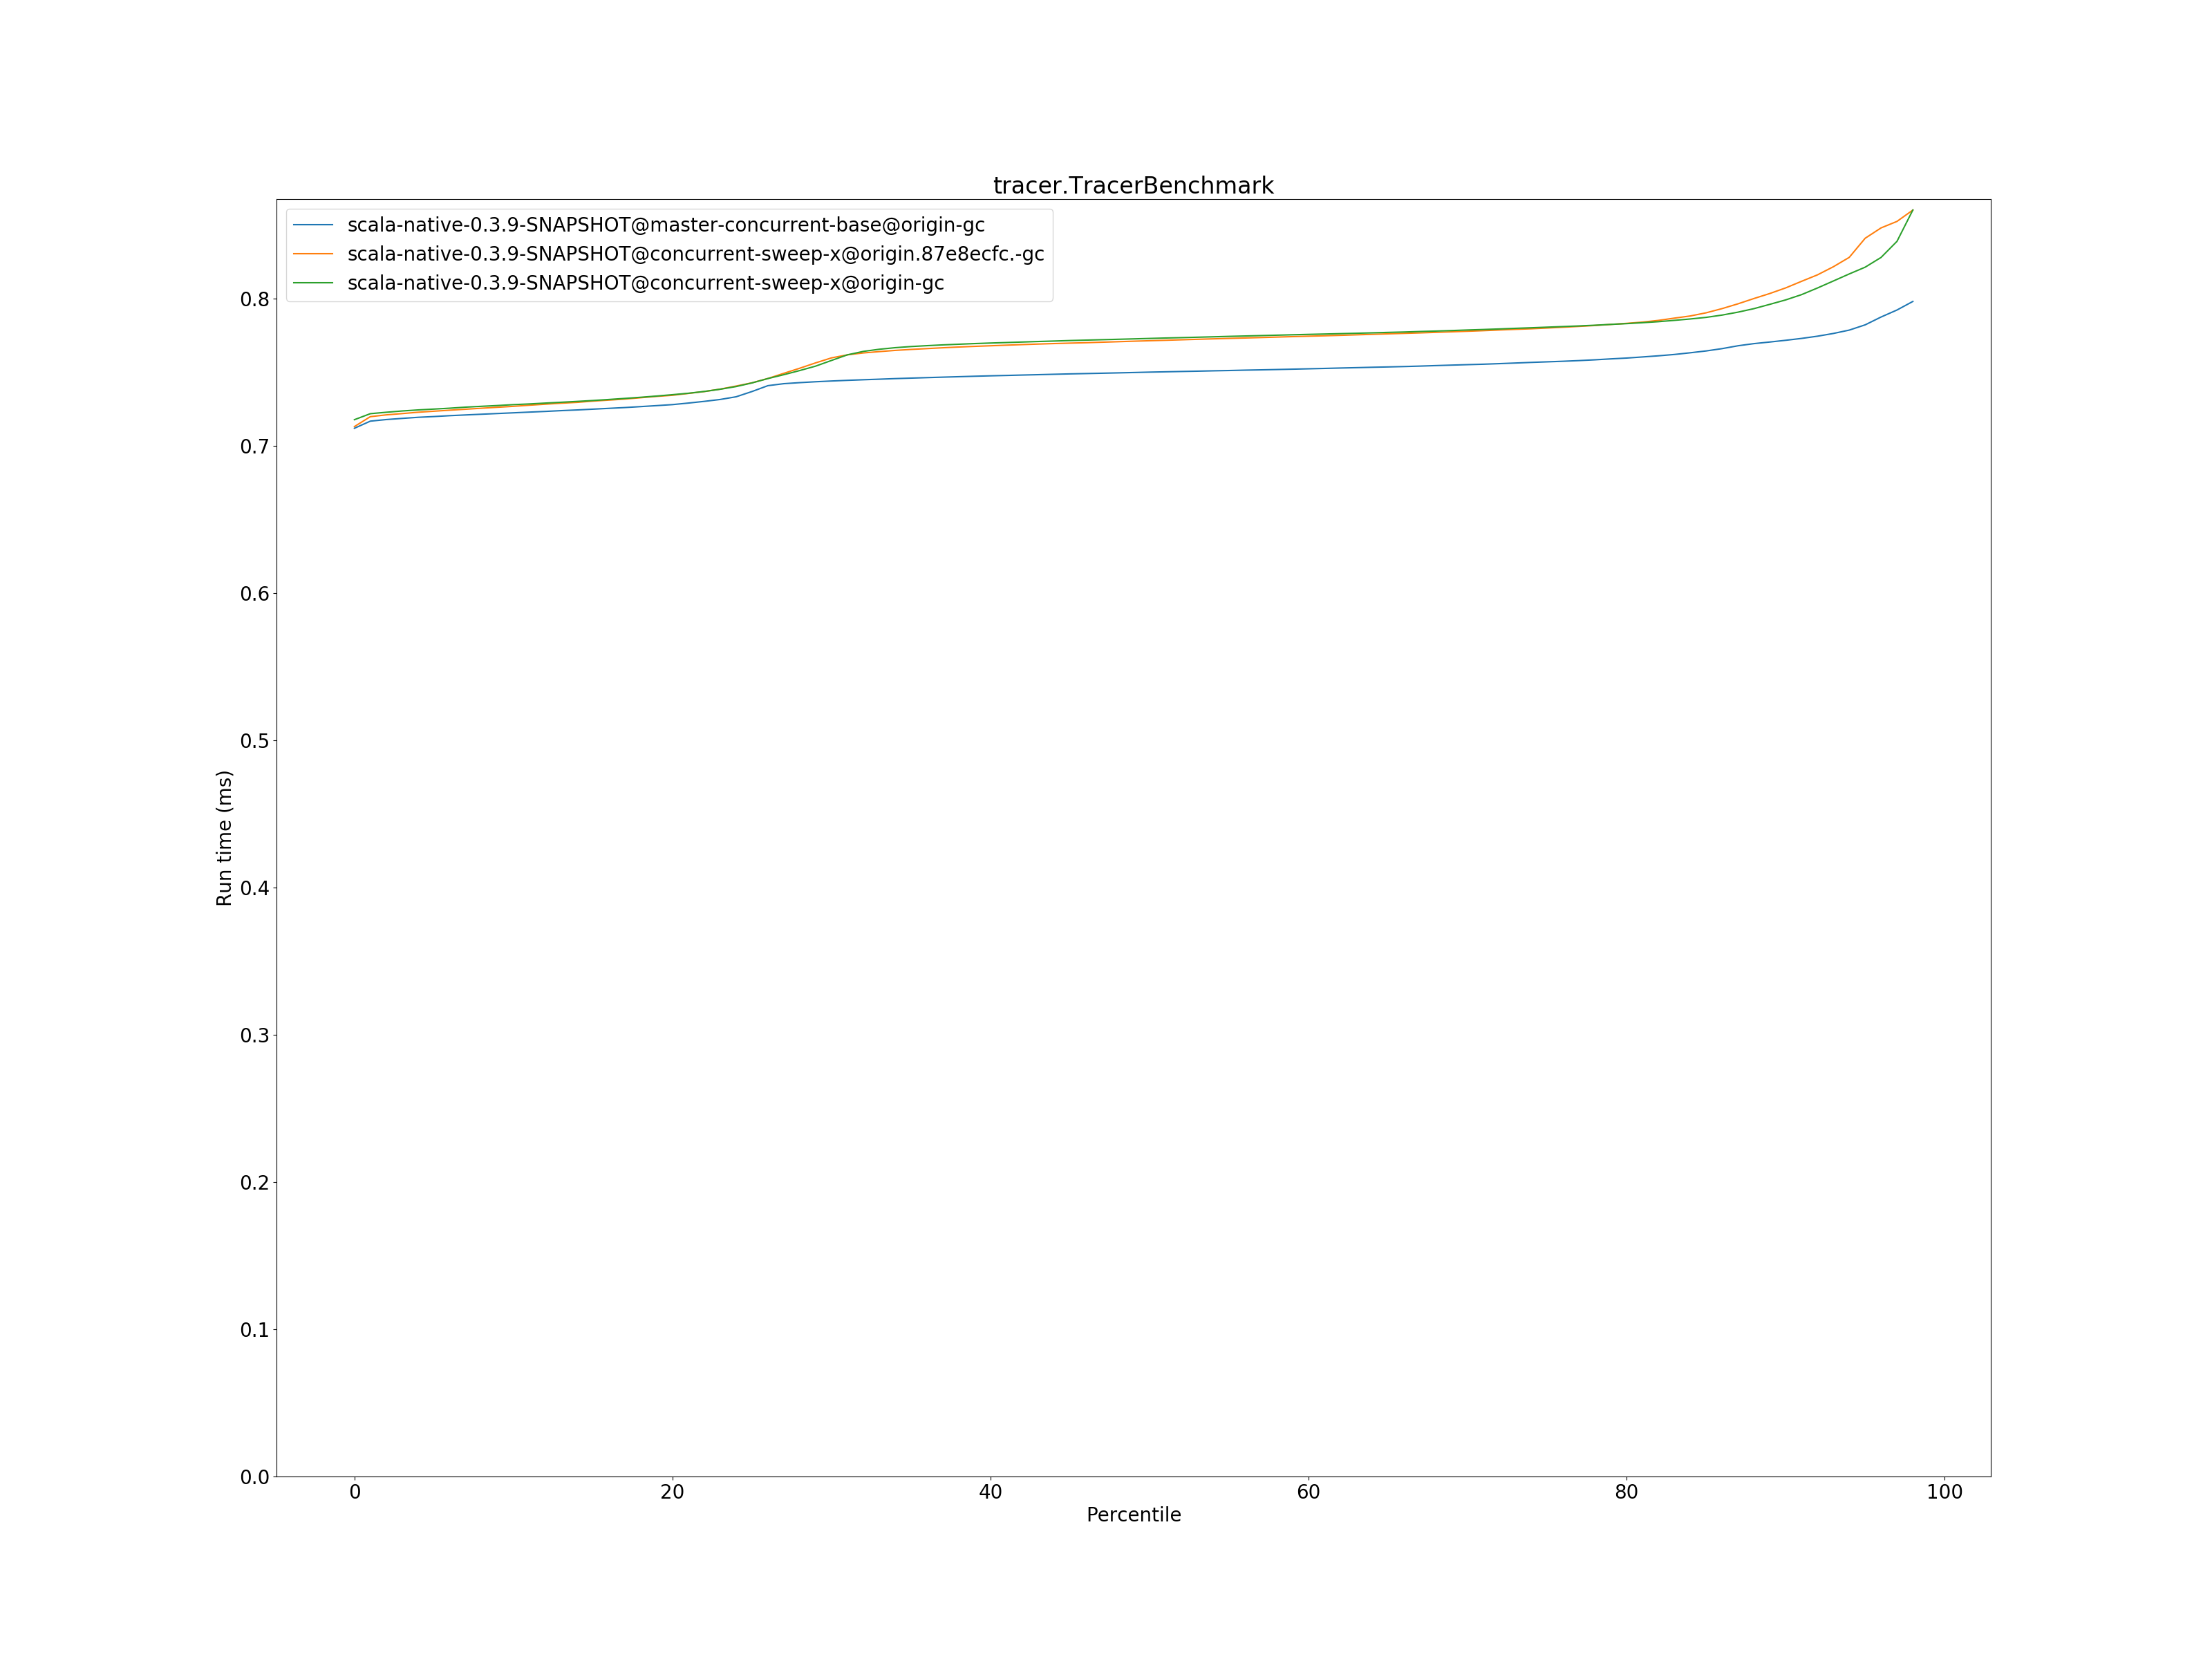 tracer.TracerBenchmark
scala-native-0.3.9-SNAPSHOT@master-concurrent-base@origin-gc
scala-native-0.3.9-SNAPSHOT@concurrent-sweep-x@origin.87e8ecfc.-gc
scala-native-0.3.9-SNAPSHOT@concurrent-sweep-x@origin-gc
0.8
0.7
0.6
0.5
0.4
0.3
0.2
0.1
0.0
Run time (ms)
0 20 40 60 80 100
Percentile